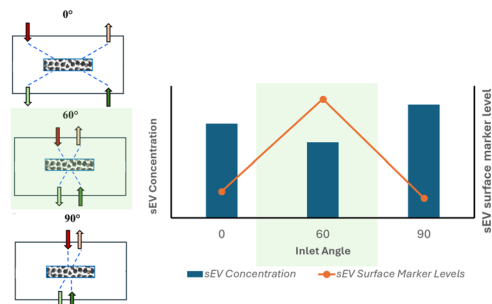 0°
60°
90°
sEV Concentration
sEV surface marker level
0
60
90
Inlet Angle
sEV Concentration
sEV Surface Marker Levels